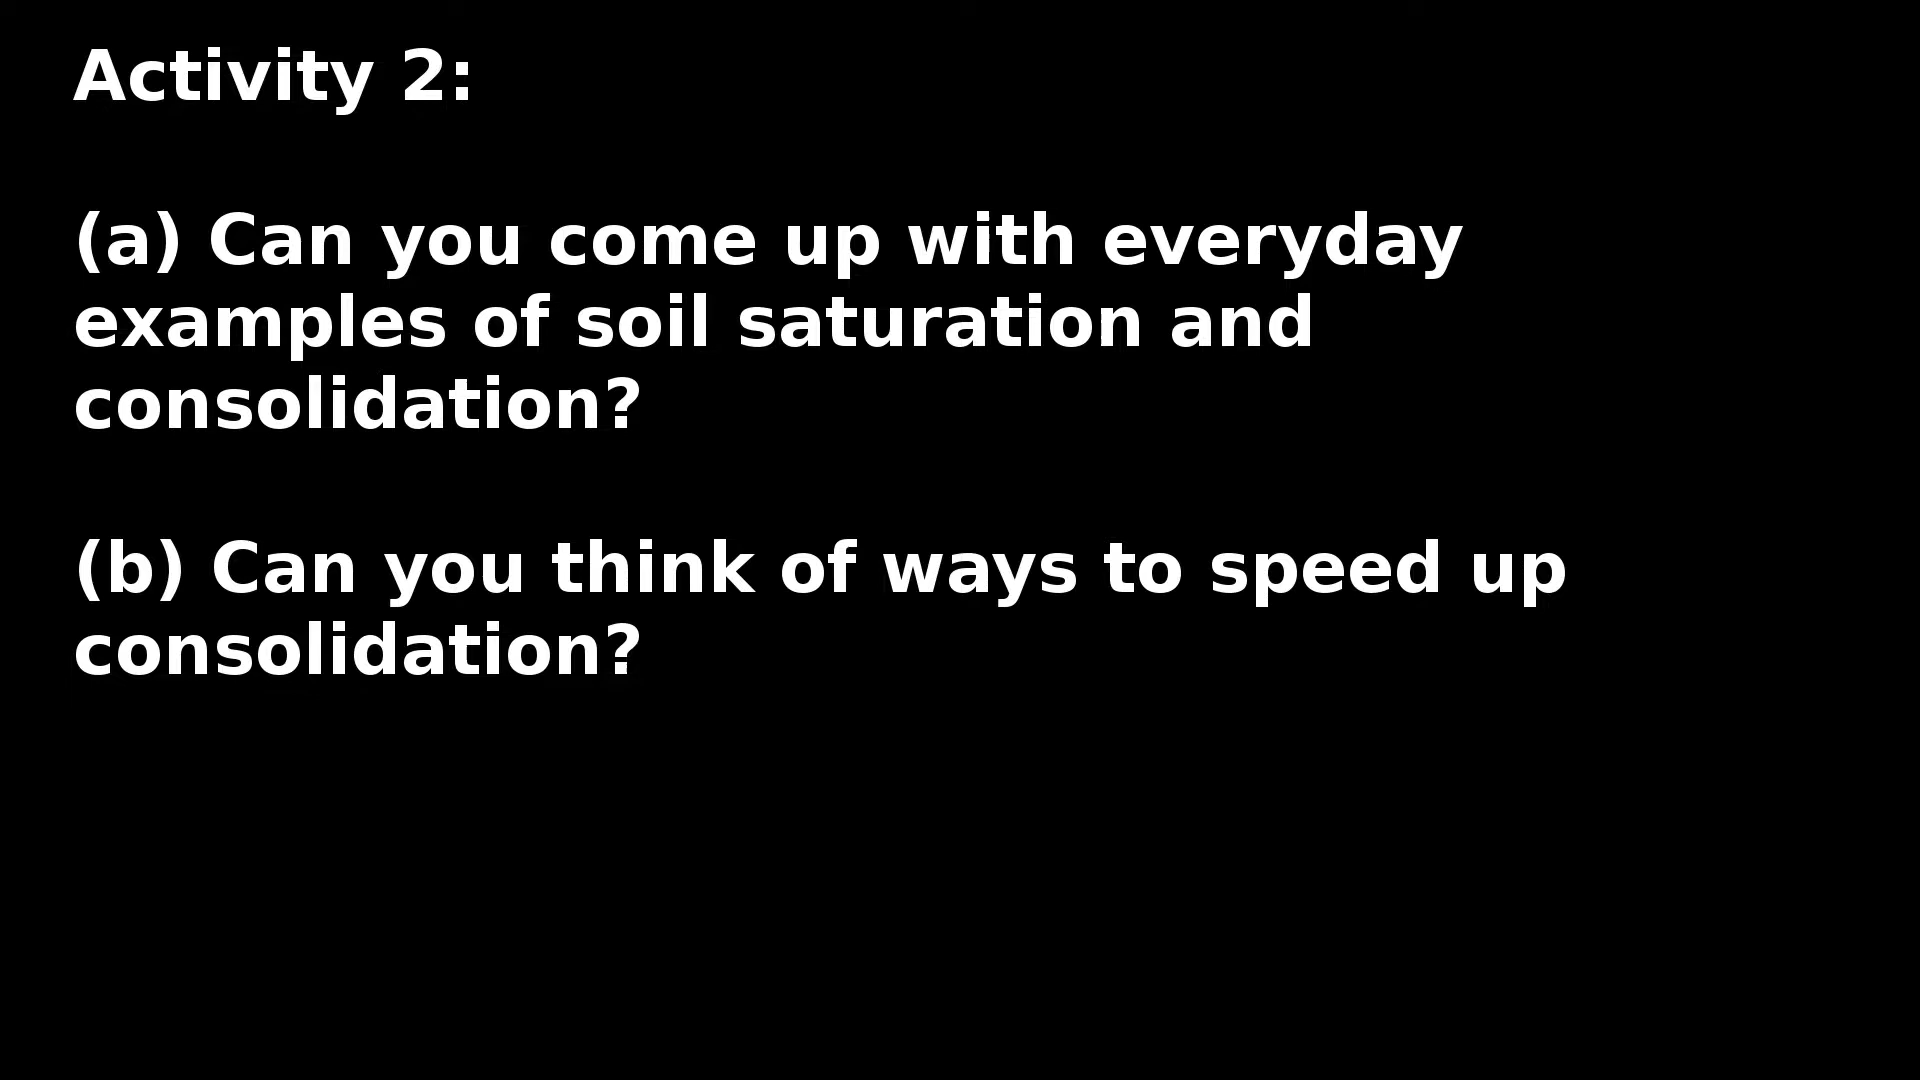 Activity 2:
(a) Can you come up with everyday
examples of soil saturation and
consolidation?
(b) Can you think of ways to speed up
consolidation?